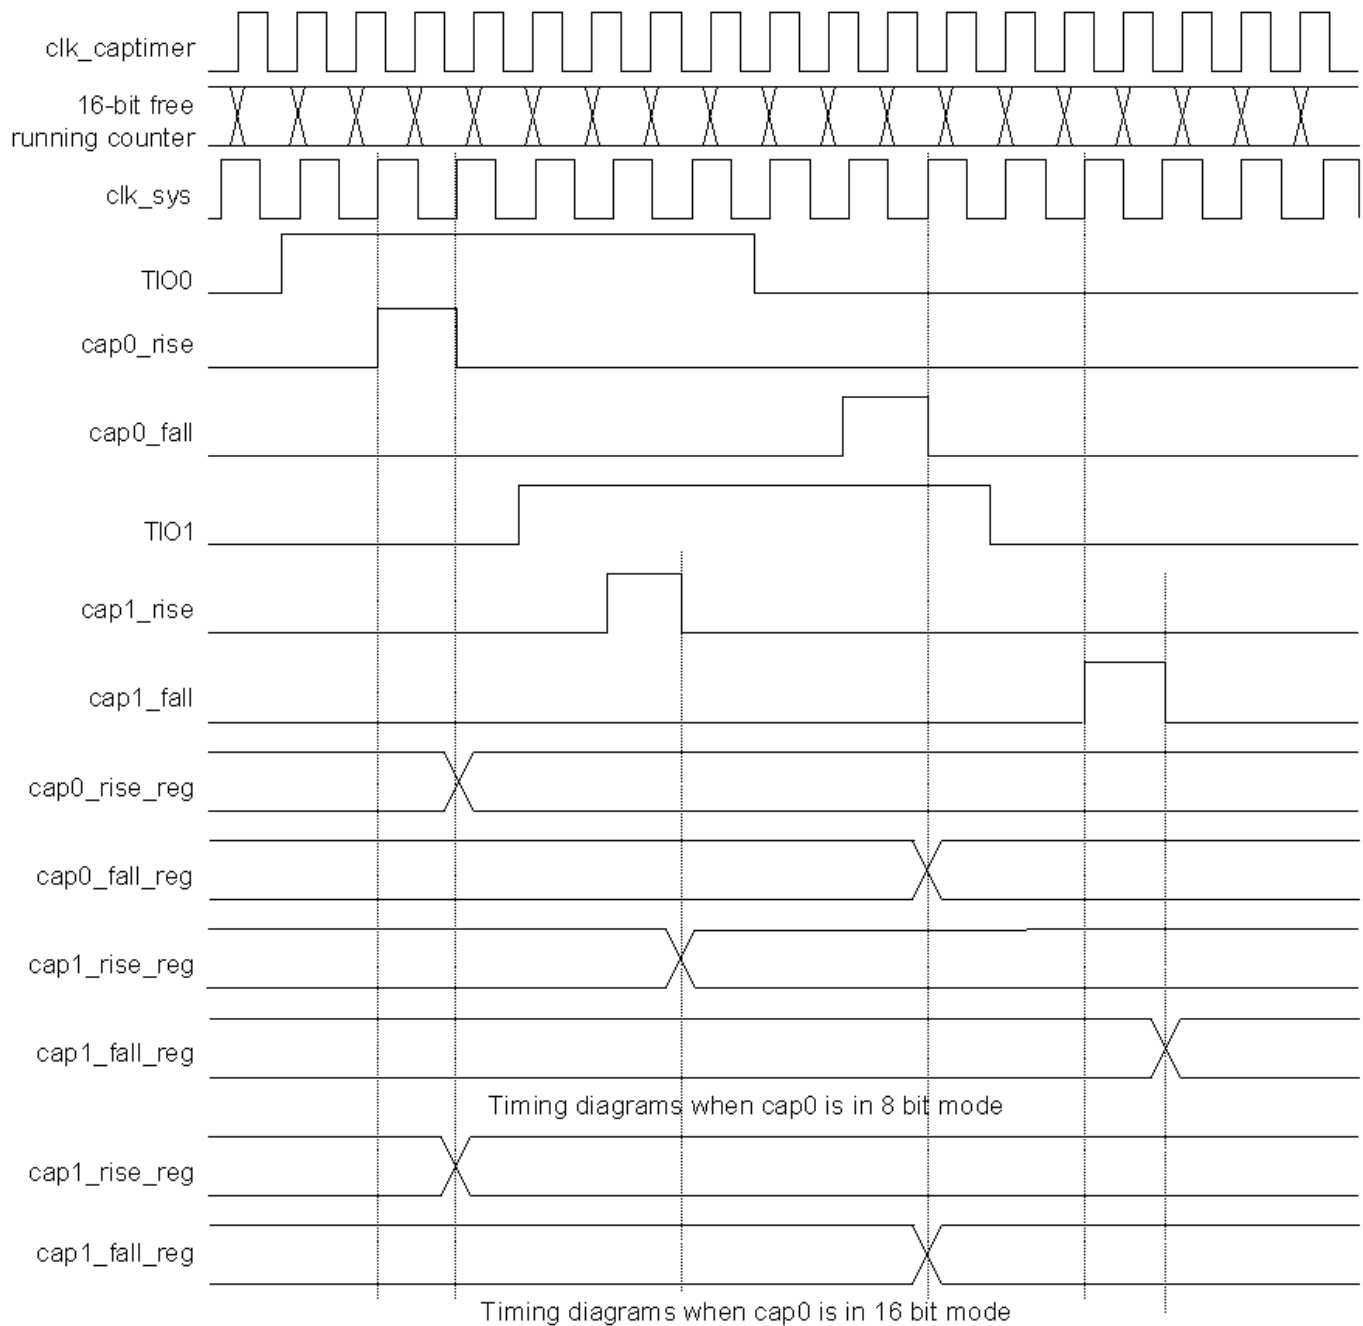 clk_captimer
16-bit free
running counter
clk_sys
TIO0
cap0_rise
cap0_fall
TIO1
cap1_rise
cap1_fall
cap0_rise_reg
cap0_fall_reg
cap1_rise_reg
cap1_fall_reg
Timing diagrams when cap0 is in 8 bit mode
cap1_rise_reg
cap1_fall_reg
Timing diagrams when cap0 is in 16 bit mode